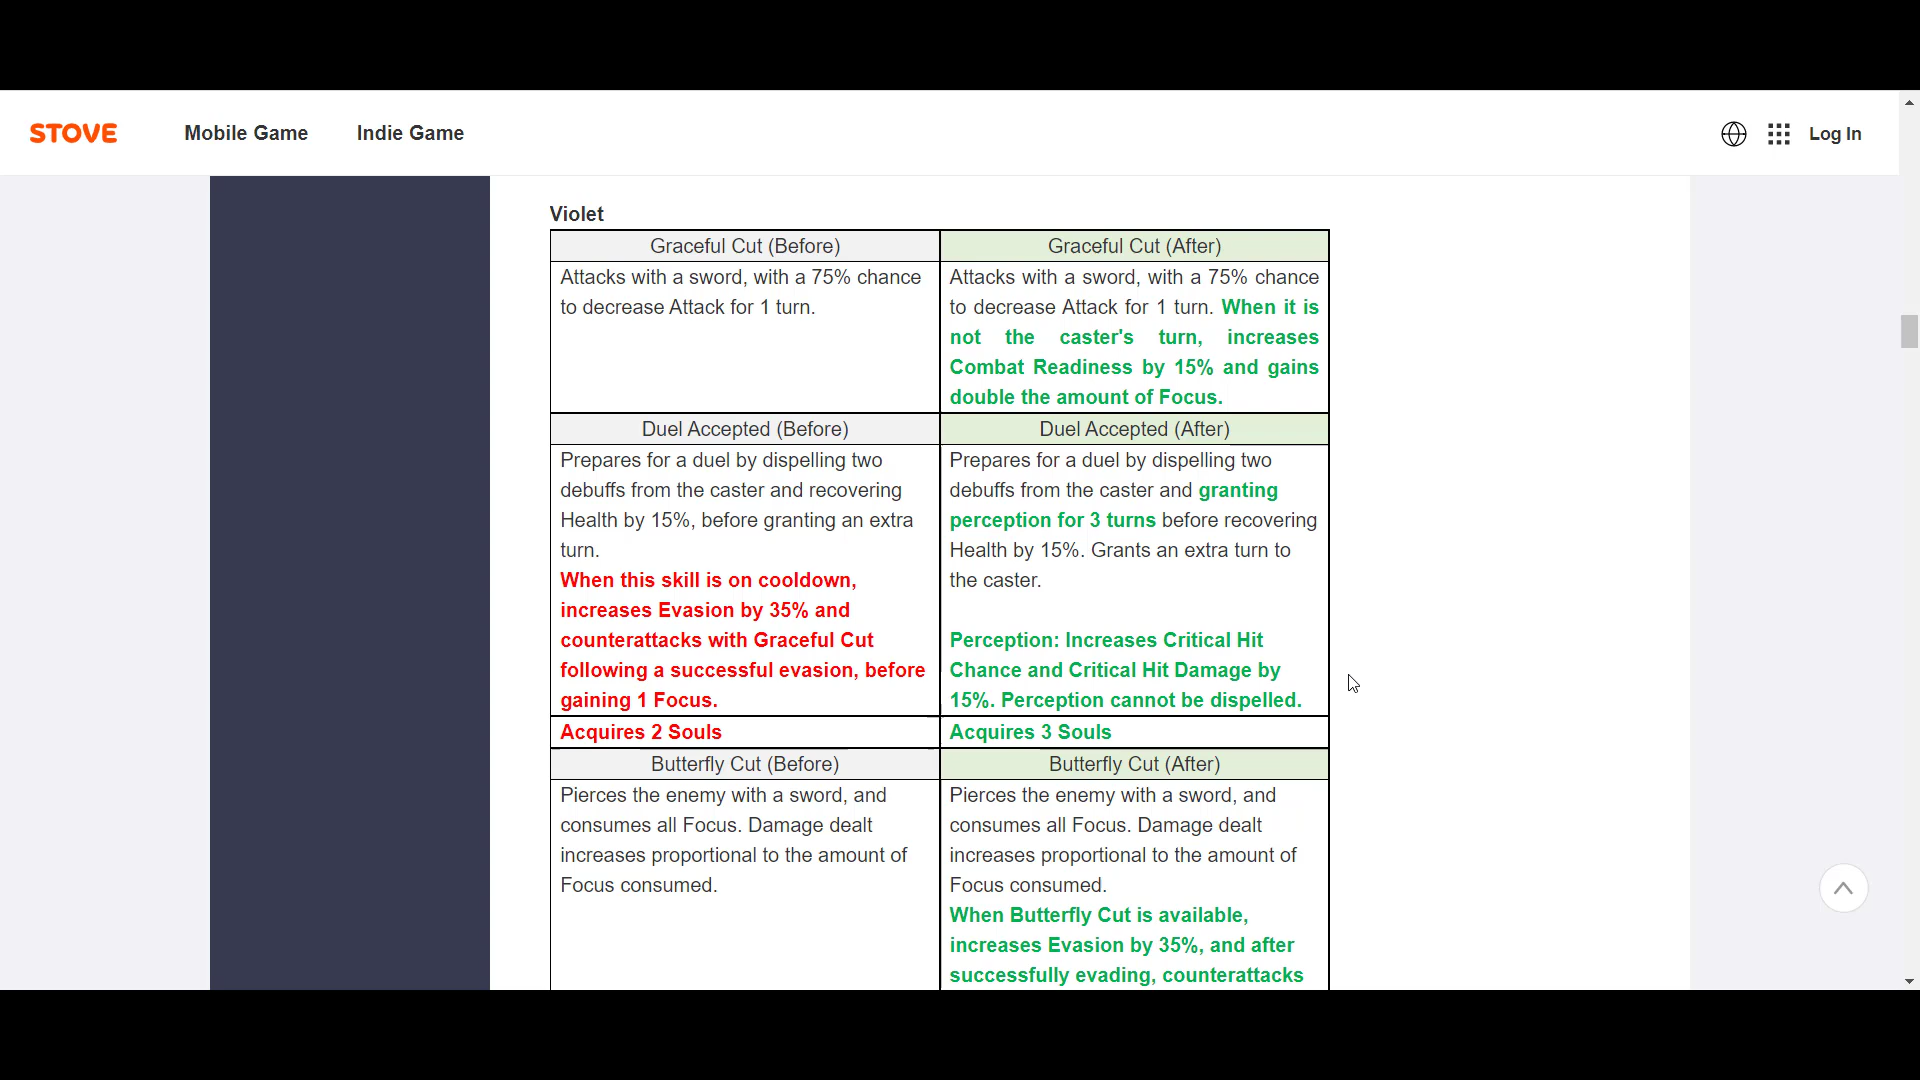 STOVE
Mobile Game
Indie Game
Log In
Violet
Graceful Cut (Before)
Graceful Cut (After)
Attacks with a sword, with a 75% chance
to decrease Attack for 1 turn.
Attacks with a sword, with a 75% chance
to decrease Attack for 1 turn. When it is
not the caster's turn, increases
Combat Readiness by 15% and gains
double the amount of Focus.
Duel Accepted (Before)
Duel Accepted (After)
Prepares for a duel by dispelling two
debuffs from the caster and recovering
Health by 15%, before granting an extra
turn.
When this skill is on cooldown,
increases Evasion by 35% and
counterattacks with Graceful Cut
following a successful evasion, before
gaining 1 Focus.
Prepares for a duel by dispelling two
debuffs from the caster and granting
perception for 3 turns before recovering
Health by 15%. Grants an extra turn to
the caster.
Perception: Increases Critical Hit
Chance and Critical Hit Damage by
15%. Perception cannot be dispelled.
Acquires 2 Souls
Acquires 3 Souls
Butterfly Cut (Before)
Butterfly Cut (After)
Pierces the enemy with a sword, and
consumes all Focus. Damage dealt
increases proportional to the amount of
Focus consumed.
Pierces the enemy with a sword, and
consumes all Focus. Damage dealt
increases proportional to the amount of
Focus consumed.
When Butterfly Cut is available,
increases Evasion by 35%, and after
successfully evading, counterattacks